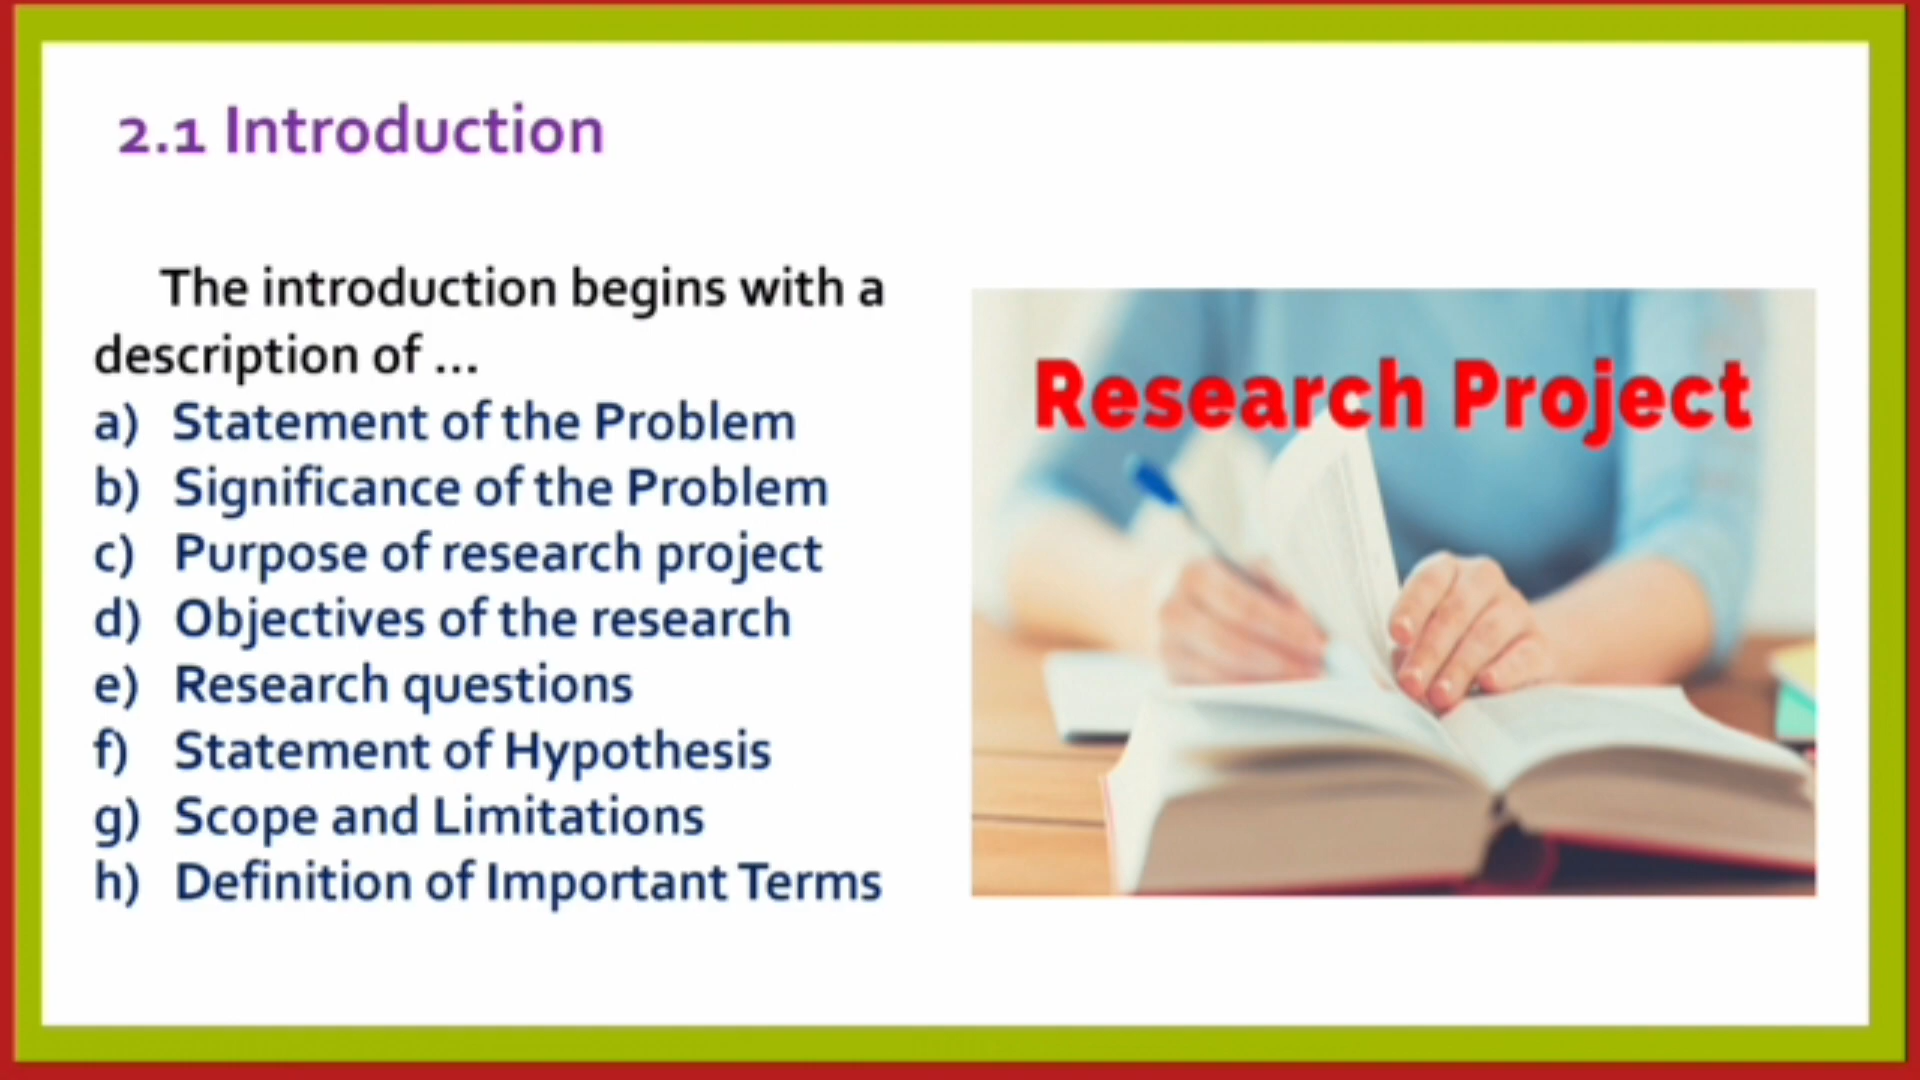 2.1 Introduction
The introduction begins with a
description of ...
a) Statement of the Problem
b) Significance of the Problem
c) Purpose of research project
d) Objectives of the research
e) Research questions
f) Statement of Hypothesis
g) Scope and Limitations
h) Definition of Important Terms
Research Project